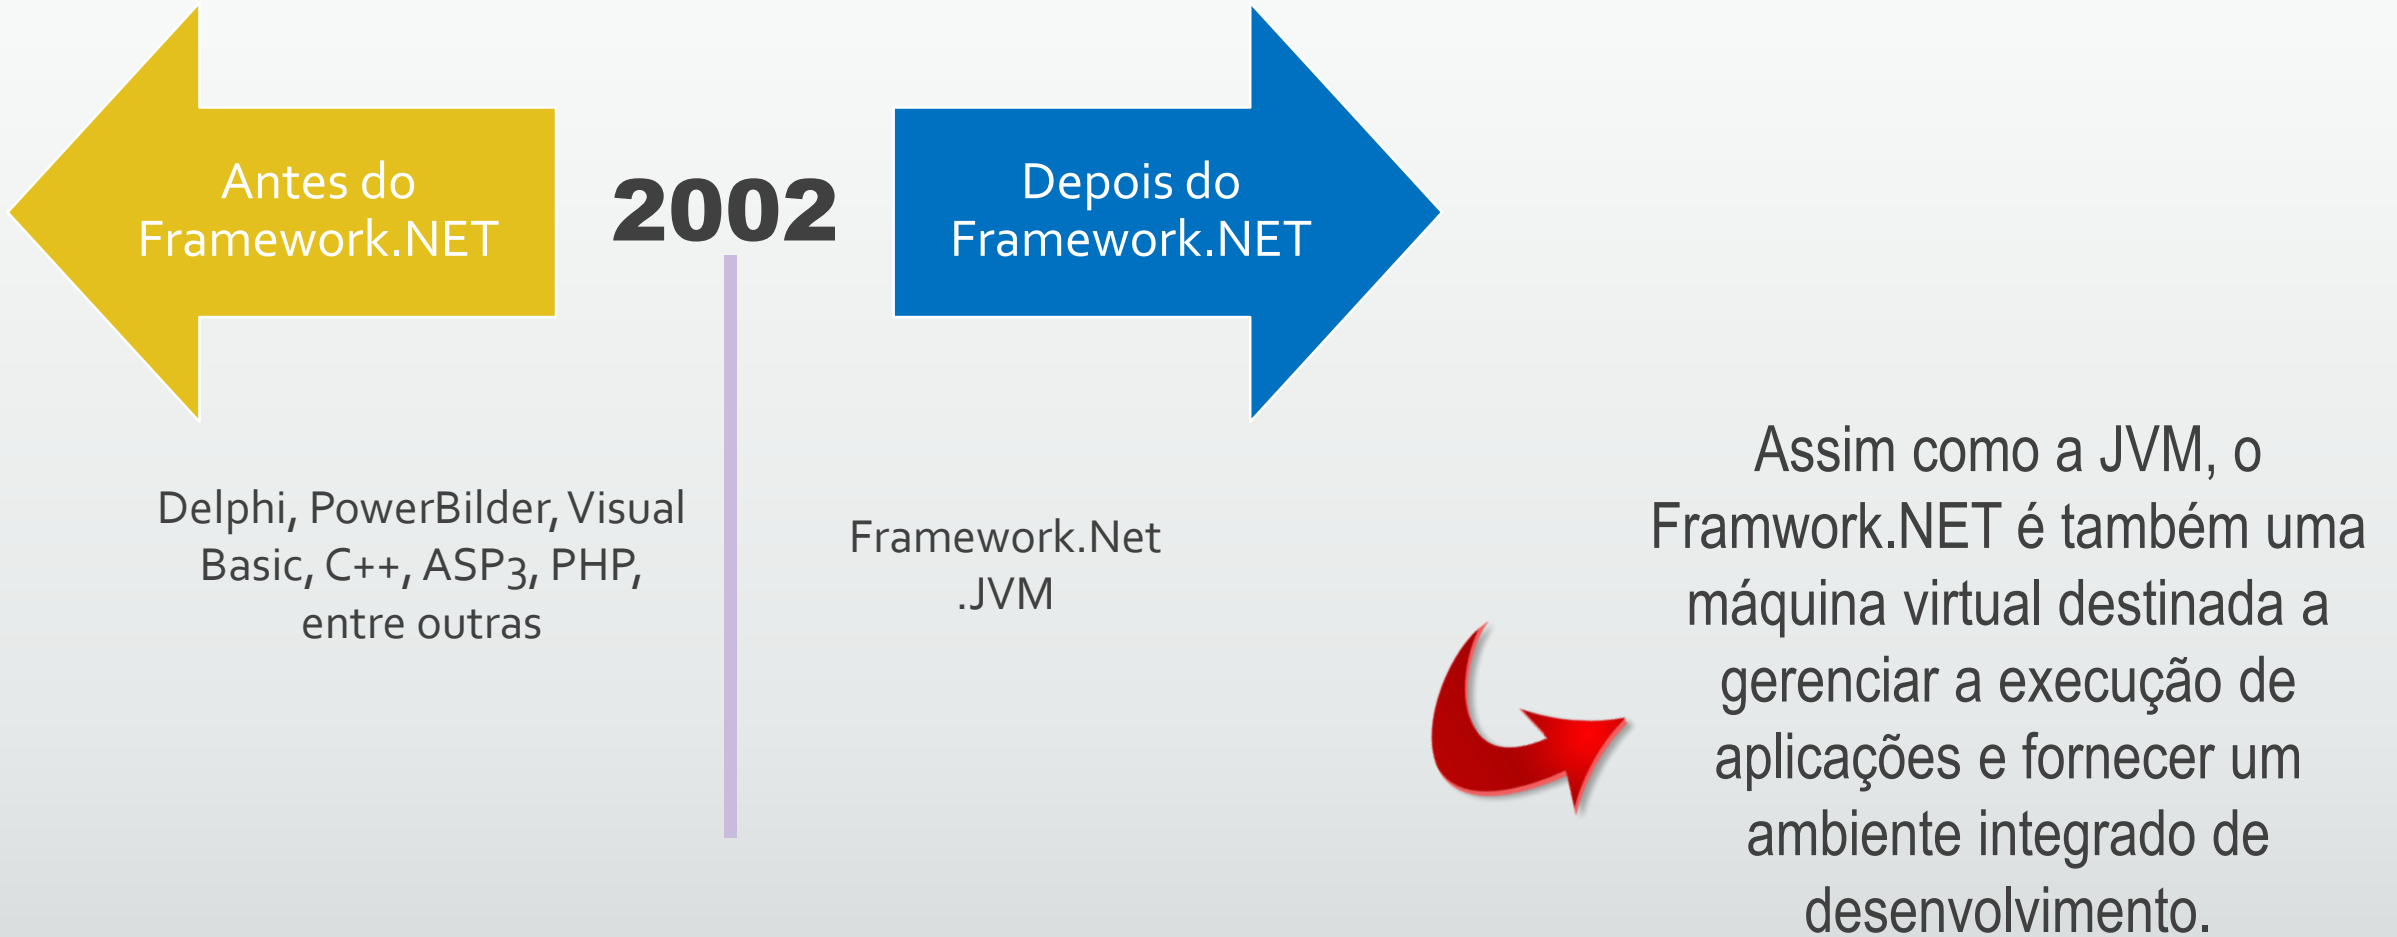 Antes do
Framework.NET
2002
Depois do
Framework.NET
Delphi, PowerBilder, Visual
Basic, C++, ASP3, PHP,
entre outras
Framework.Net
.JVM
Assim como a JVM, o
Framwork.NET é também uma
máquina virtual destinada a
gerenciar a execução de
aplicações e fornecer um
ambiente integrado de
desenvolvimento.